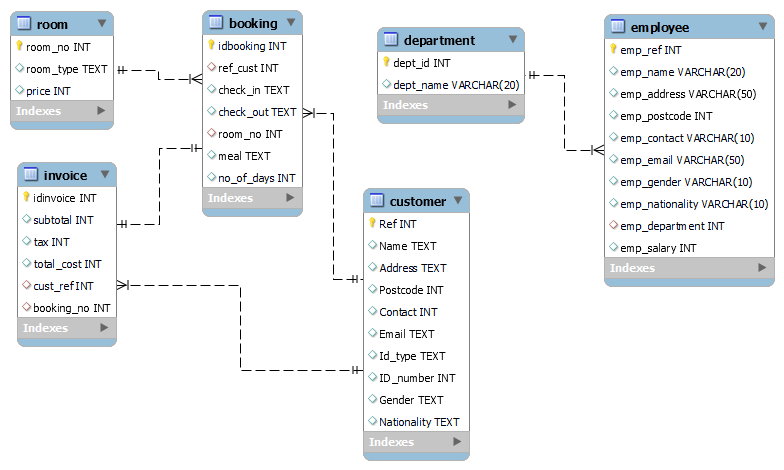 room
room_no INT
room_type TEXT
price INT
Indexes
booking
idbooking INT
ref_cust INT
check_in TEXT
check_out TEXT
room_no INT
meal TEXT
no_of_days INT
Indexes
department
dept_id INT
dept_name VARCHAR(20)
Indexes
employee
emp_ref INT
emp_name VARCHAR(20)
emp_address VARCHAR(50)
emp_postcode INT
emp_contact VARCHAR(10)
emp_email VARCHAR(50)
emp_gender VARCHAR(10)
emp_nationality VARCHAR(10)
emp_department INT
emp_salary INT
Indexes
invoice
idinvoice INT
subtotal INT
tax INT
total_cost INT
cust_ref INT
booking_no INT
Indexes
customer
Ref INT
Name TEXT
Address TEXT
Postcode INT
Contact INT
Email TEXT
Id_type TEXT
ID_number INT
Gender TEXT
Nationality TEXT
Indexes